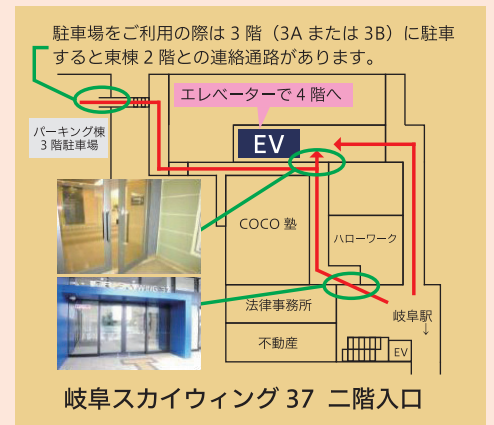 駐車場をご利用の際は3階（3Aまたは3B）に駐車
すると東棟2階との連絡通路があります。
エレベーターで4階へ
パーキング棟
3階駐車場
EV
COCO塾
ハローワーク
法律事務所
岐阜駅
↓
不動産
EV
岐阜スカイウィング37 二階入口